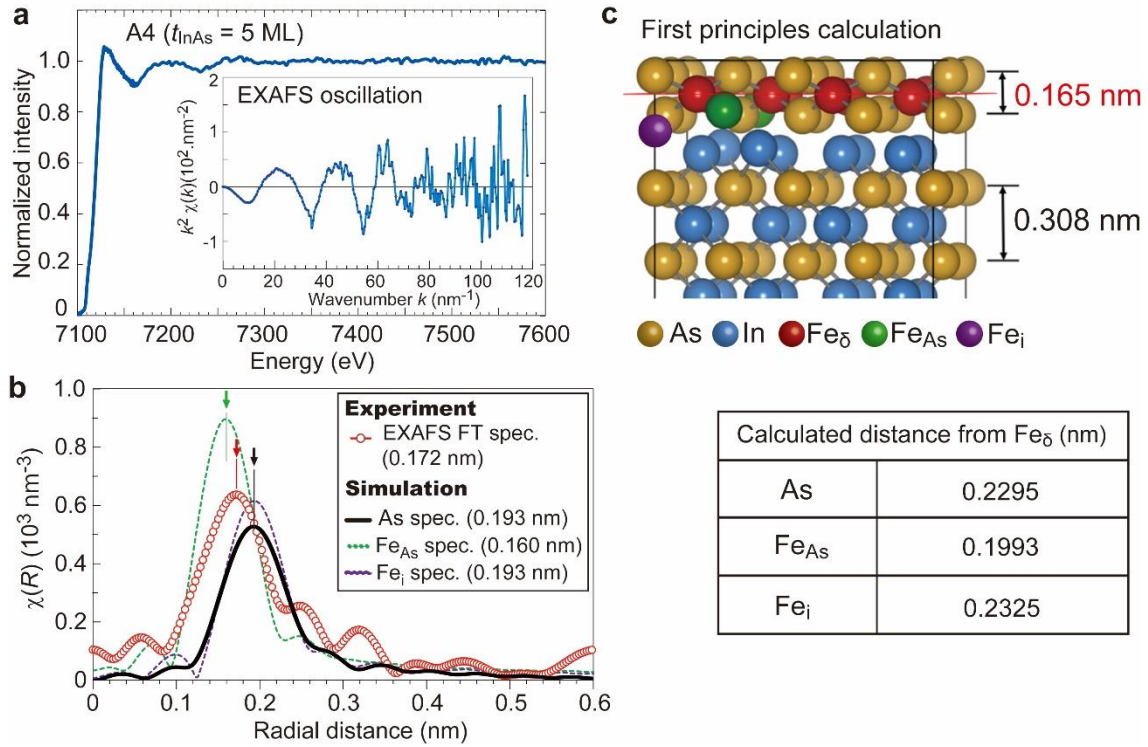 a
A4 (t_InAs = 5 ML)
Normalized intensity
1.0
0.8
0.6
0.4
0.2
0
7100 7200 7300 7400 7500 7600
Energy (eV)
EXAFS oscillation
k² χ(k)(10².nm⁻²)
2
1
0
-1
0 20 40 60 80 100 120
Wavenumber k (nm⁻¹)
b
χ(R) (10³ nm⁻³)
1.0
0.8
0.6
0.4
0.2
0
0 0.1 0.2 0.3 0.4 0.5 0.6
Radial distance (nm)
Experiment
EXAFS FT spec.
(0.172 nm)
Simulation
As spec. (0.193 nm)
Fe_As spec. (0.160 nm)
Fe_i spec. (0.193 nm)
c
First principles calculation
0.165 nm
0.308 nm
As In Fe_δ Fe_As Fe_i
Calculated distance from Fe_δ (nm)
As 0.2295
Fe_As 0.1993
Fe_i 0.2325